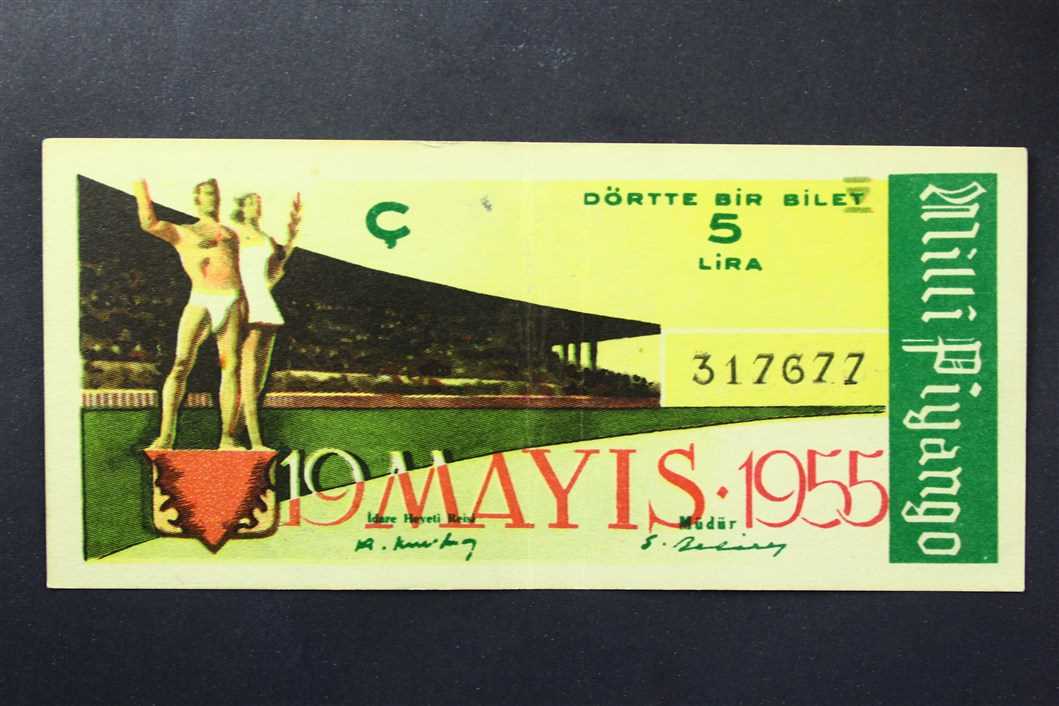 Ç
DÖRTTE BİR BİLET
5
LİRA
317677
19 MAYIS·1955
İdare Heyeti Reisi
Müdür
Milli Piyango